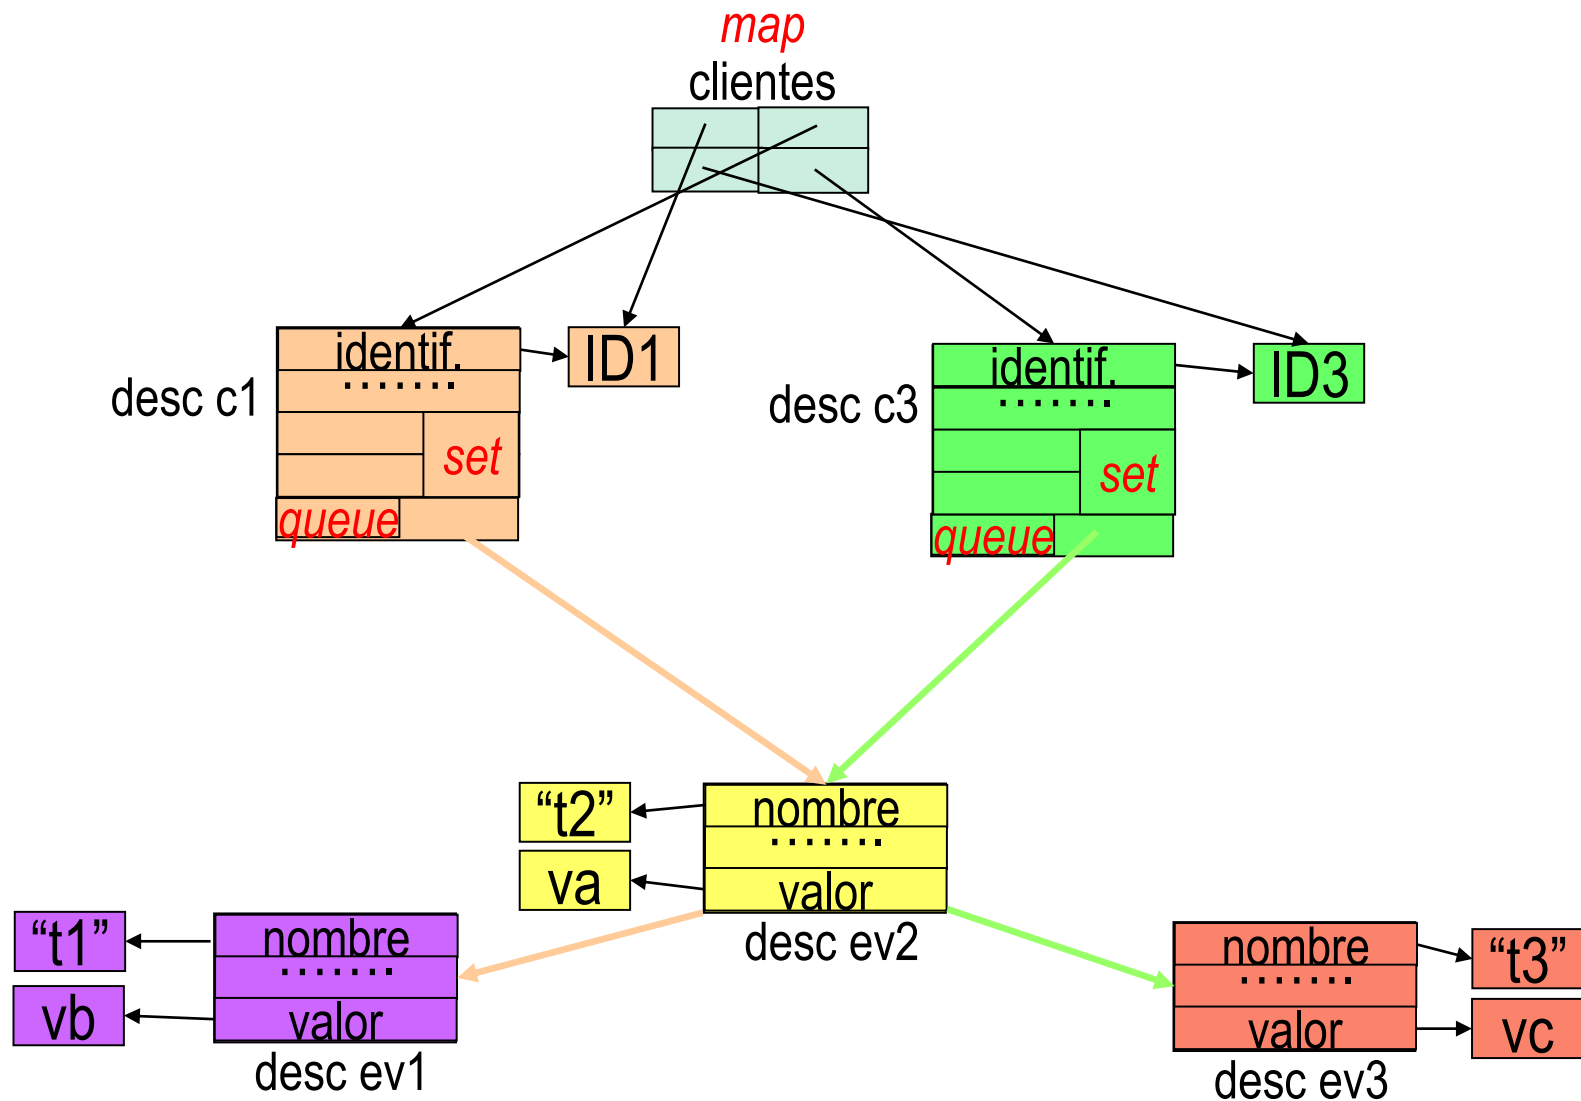 map
clientes
identif.
.......
ID1
desc c1
set
queue
identif.
.......
ID3
desc c3
set
queue
“t2”
nombre
.......
va
valor
desc ev2
“t1”
nombre
.......
vb
valor
desc ev1
nombre
“t3”
.......
valor
vc
desc ev3